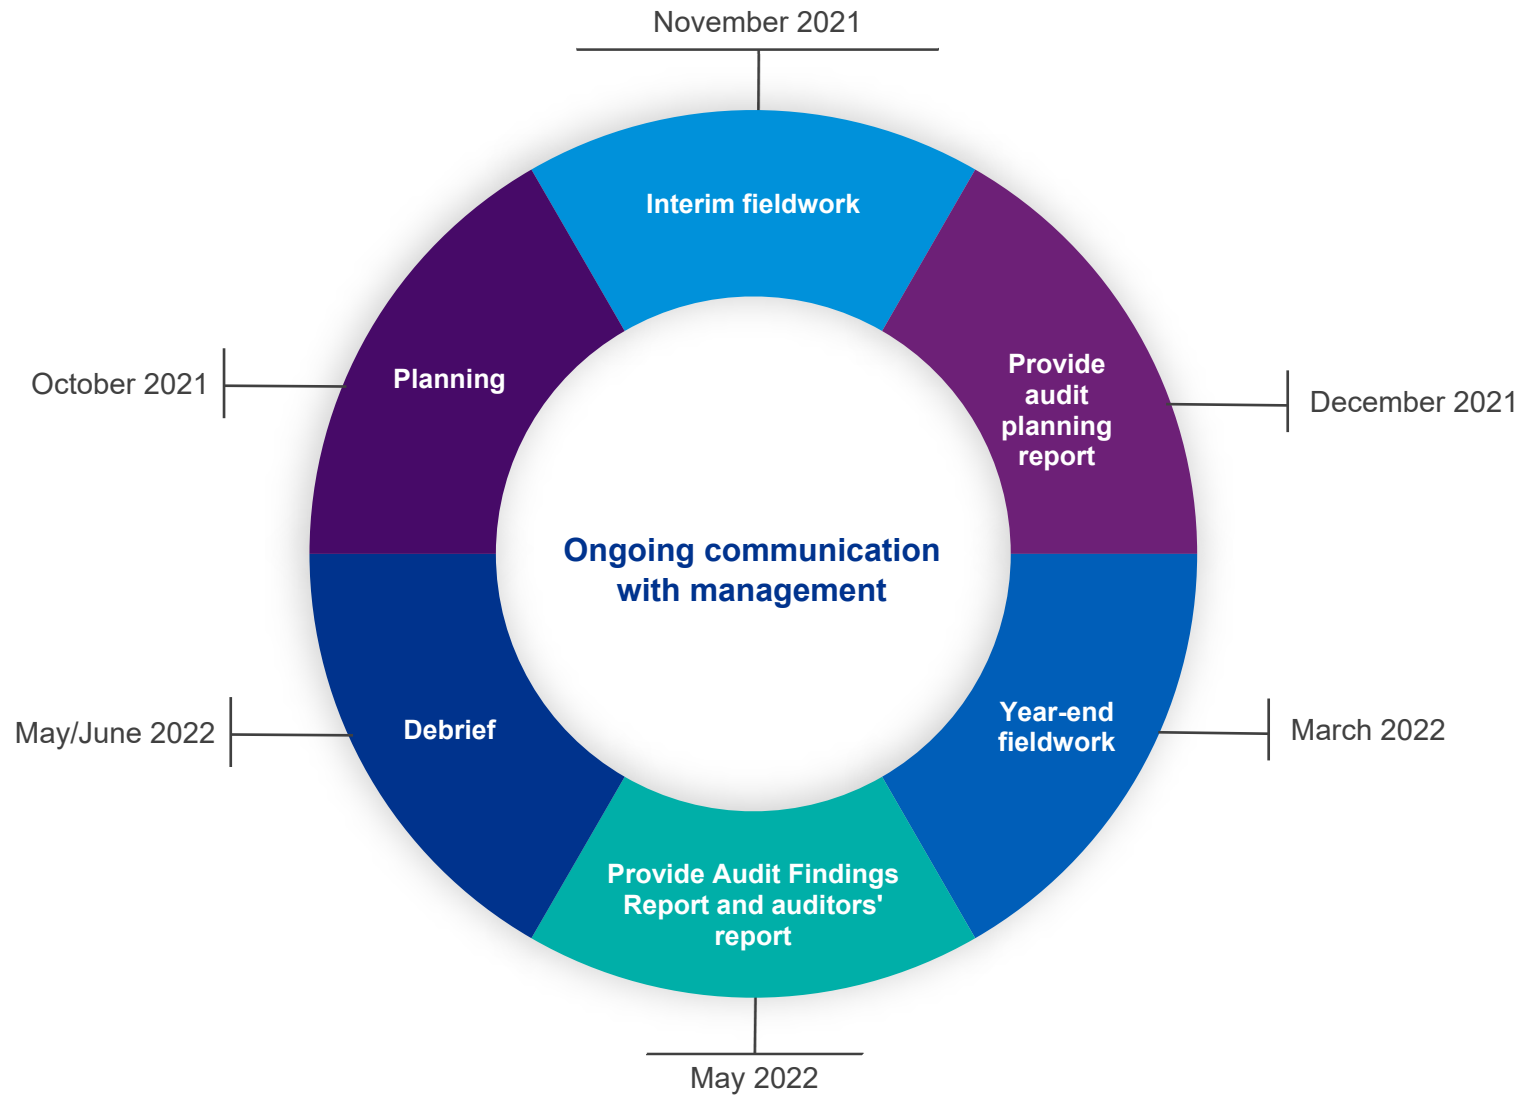 November 2021
Interim fieldwork
Provide
audit
planning
report
December 2021
Planning
October 2021
Ongoing communication
with management
Year-end
fieldwork
March 2022
Debrief
May/June 2022
Provide Audit Findings
Report and auditors'
report
May 2022